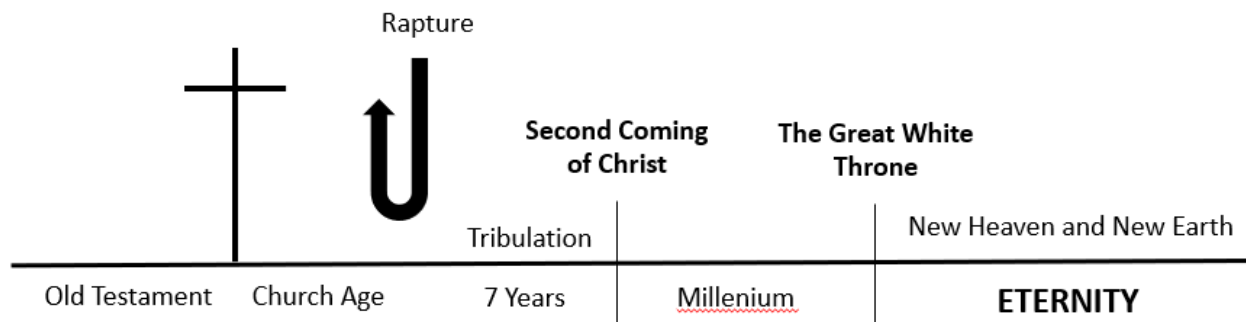 Rapture
Second Coming
of Christ
The Great White
Throne
Tribulation
New Heaven and New Earth
Old Testament
Church Age
7 Years
Millenium
ETERNITY